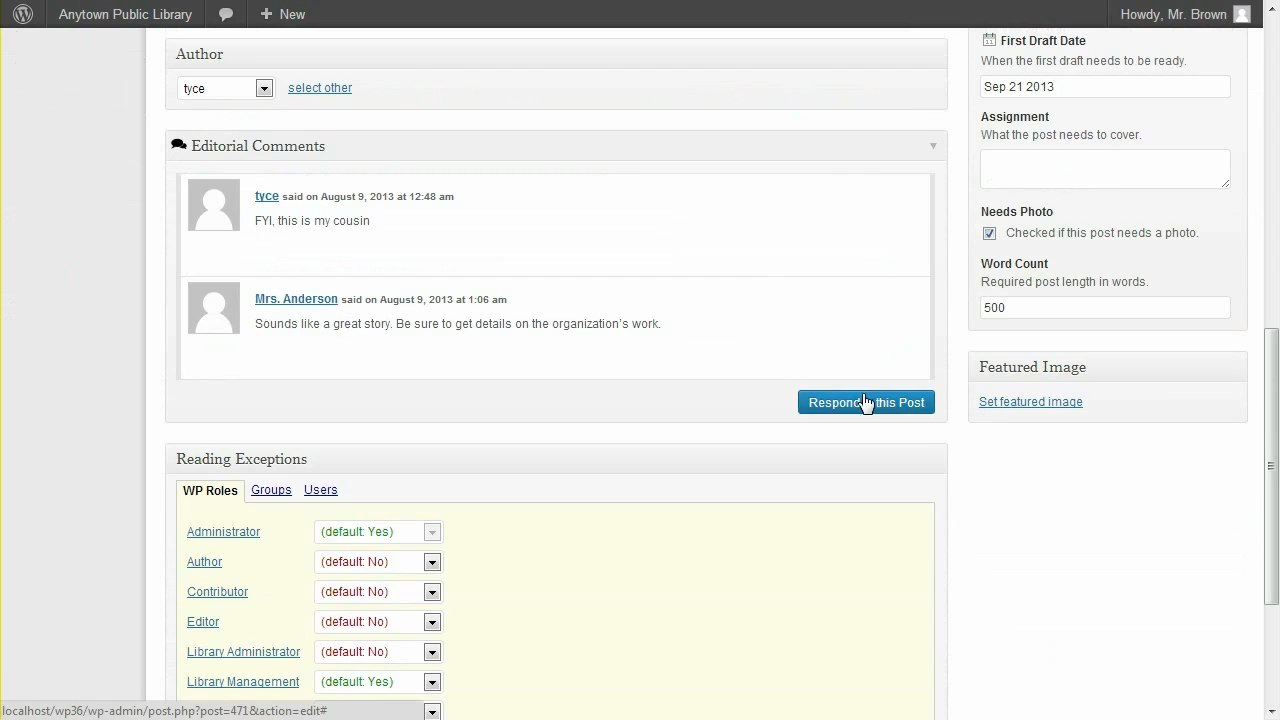 Anytown Public Library
New
Howdy, Mr. Brown
Author
tyce
select other
Editorial Comments
tyce said on August 9, 2013 at 12:48 am
FYI, this is my cousin
Mrs. Anderson said on August 9, 2013 at 1:06 am
Sounds like a great story. Be sure to get details on the organization's work.
Respond this Post
Reading Exceptions
WP Roles Groups Users
Administrator (default: Yes)
Author (default: No)
Contributor (default: No)
Editor (default: No)
Library Administrator (default: No)
Library Management (default: Yes)
First Draft Date
When the first draft needs to be ready.
Sep 21 2013
Assignment
What the post needs to cover.
Needs Photo
Checked if this post needs a photo.
Word Count
Required post length in words.
500
Featured Image
Set featured image
localhost/wp36/wp-admin/post.php?post=471&action=edit#